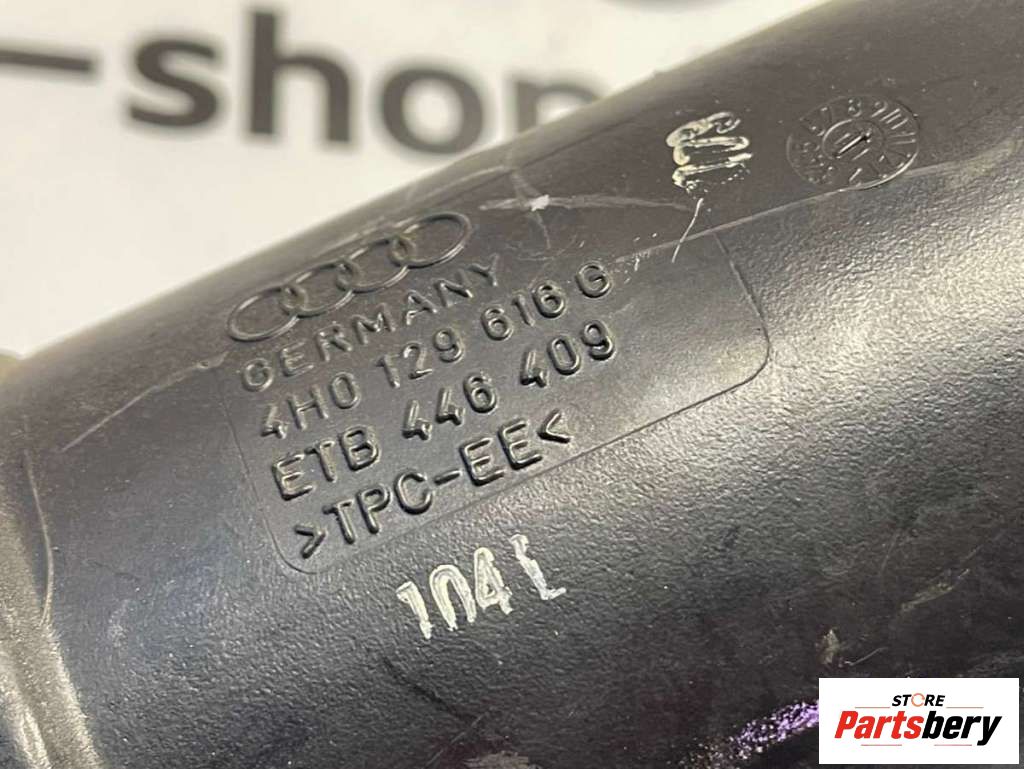 -shop
GERMANY
4H0 129 616 G
ETB 446 409
>TPC-EE<
104 L
STORE
Partsbery